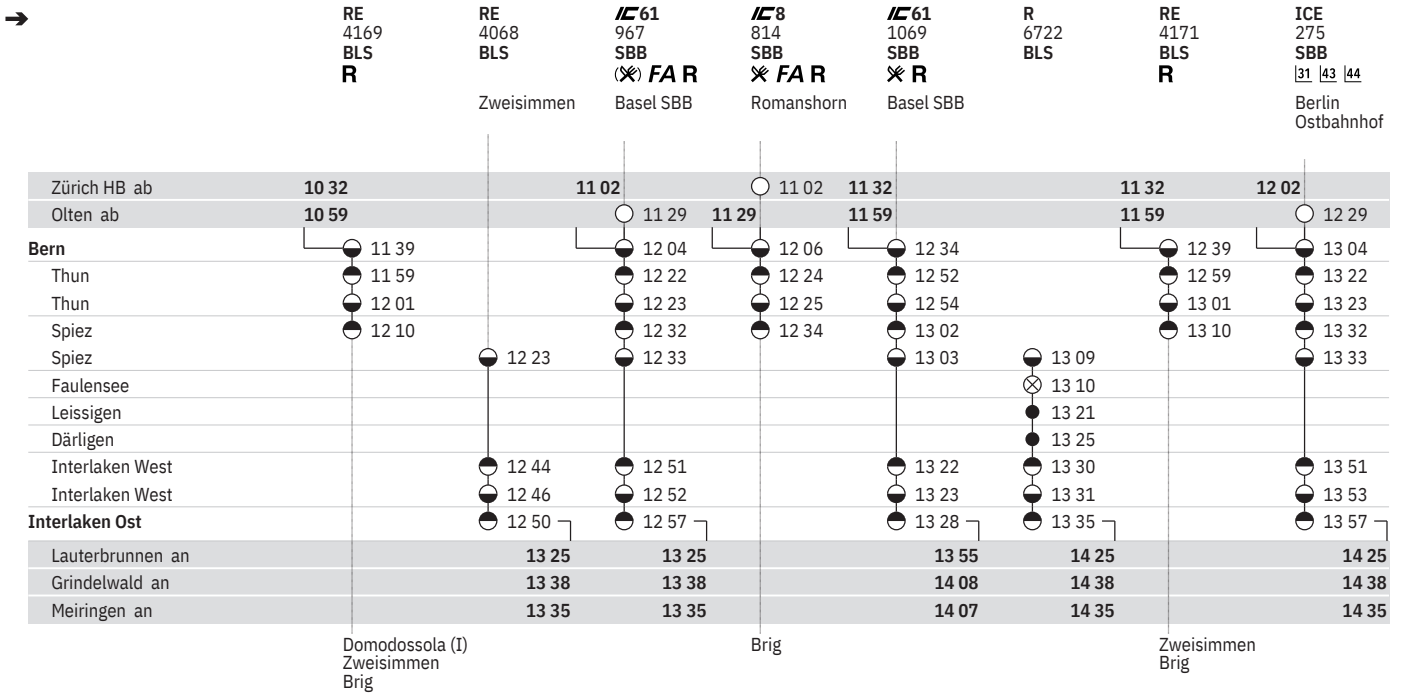 ➔ RE RE IC61 IC8 IC61 R RE ICE
4169 4068 967 814 1069 6722 4171 275
BLS BLS SBB SBB SBB BLS BLS SBB
R FA R FA R R R 31 43 44
Zweisimmen Basel SBB Romanshorn Basel SBB Berlin
Ostbahnhof
Zürich HB ab 10 32 11 02 11 02 11 32 11 32 12 02
Olten ab 10 59 11 29 11 29 11 59 11 59 12 29
Bern 11 39 12 04 12 06 12 34 12 39 13 04
Thun 11 59 12 22 12 24 12 52 12 59 13 22
Thun 12 01 12 23 12 25 12 54 13 01 13 23
Spiez 12 10 12 32 12 34 13 02 13 10 13 32
Spiez 12 23 12 33 13 03 13 09 13 33
Faulensee 13 10
Leissigen 13 21
Därligen 13 25
Interlaken West 12 44 12 51 13 22 13 30 13 51
Interlaken West 12 46 12 52 13 23 13 31 13 53
Interlaken Ost 12 50 12 57 13 28 13 35 13 57
Lauterbrunnen an 13 25 13 25 13 55 14 25 14 25
Grindelwald an 13 38 13 38 14 08 14 38 14 38
Meiringen an 13 35 13 35 14 07 14 35 14 35
Domodossola (I) Brig Zweisimmen
Zweisimmen Brig
Brig